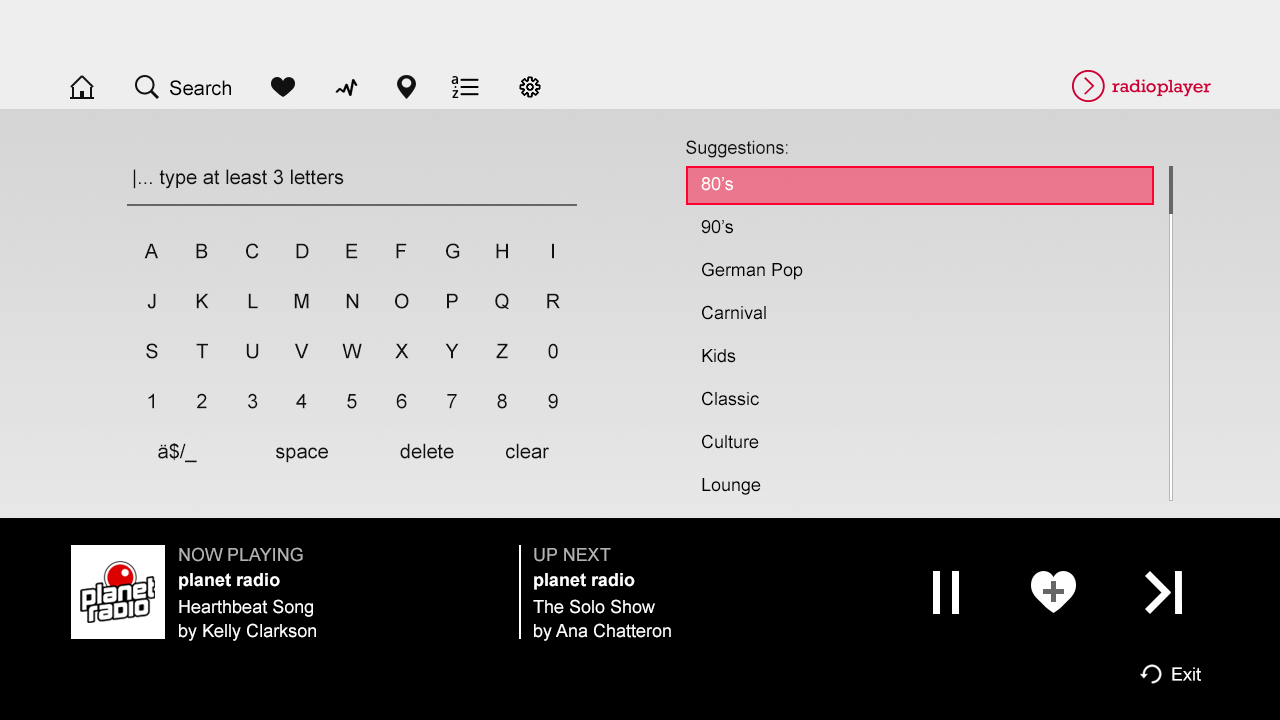 Search
a
z
radioplayer
|... type at least 3 letters
A B C D E F G H I
J K L M N O P Q R
S T U V W X Y Z 0
1 2 3 4 5 6 7 8 9
ä$/_ space delete clear
Suggestions:
80's
90's
German Pop
Carnival
Kids
Classic
Culture
Lounge
planet
radio
NOW PLAYING
planet radio
Hearthbeat Song
by Kelly Clarkson
UP NEXT
planet radio
The Solo Show
by Ana Chatteron
Exit